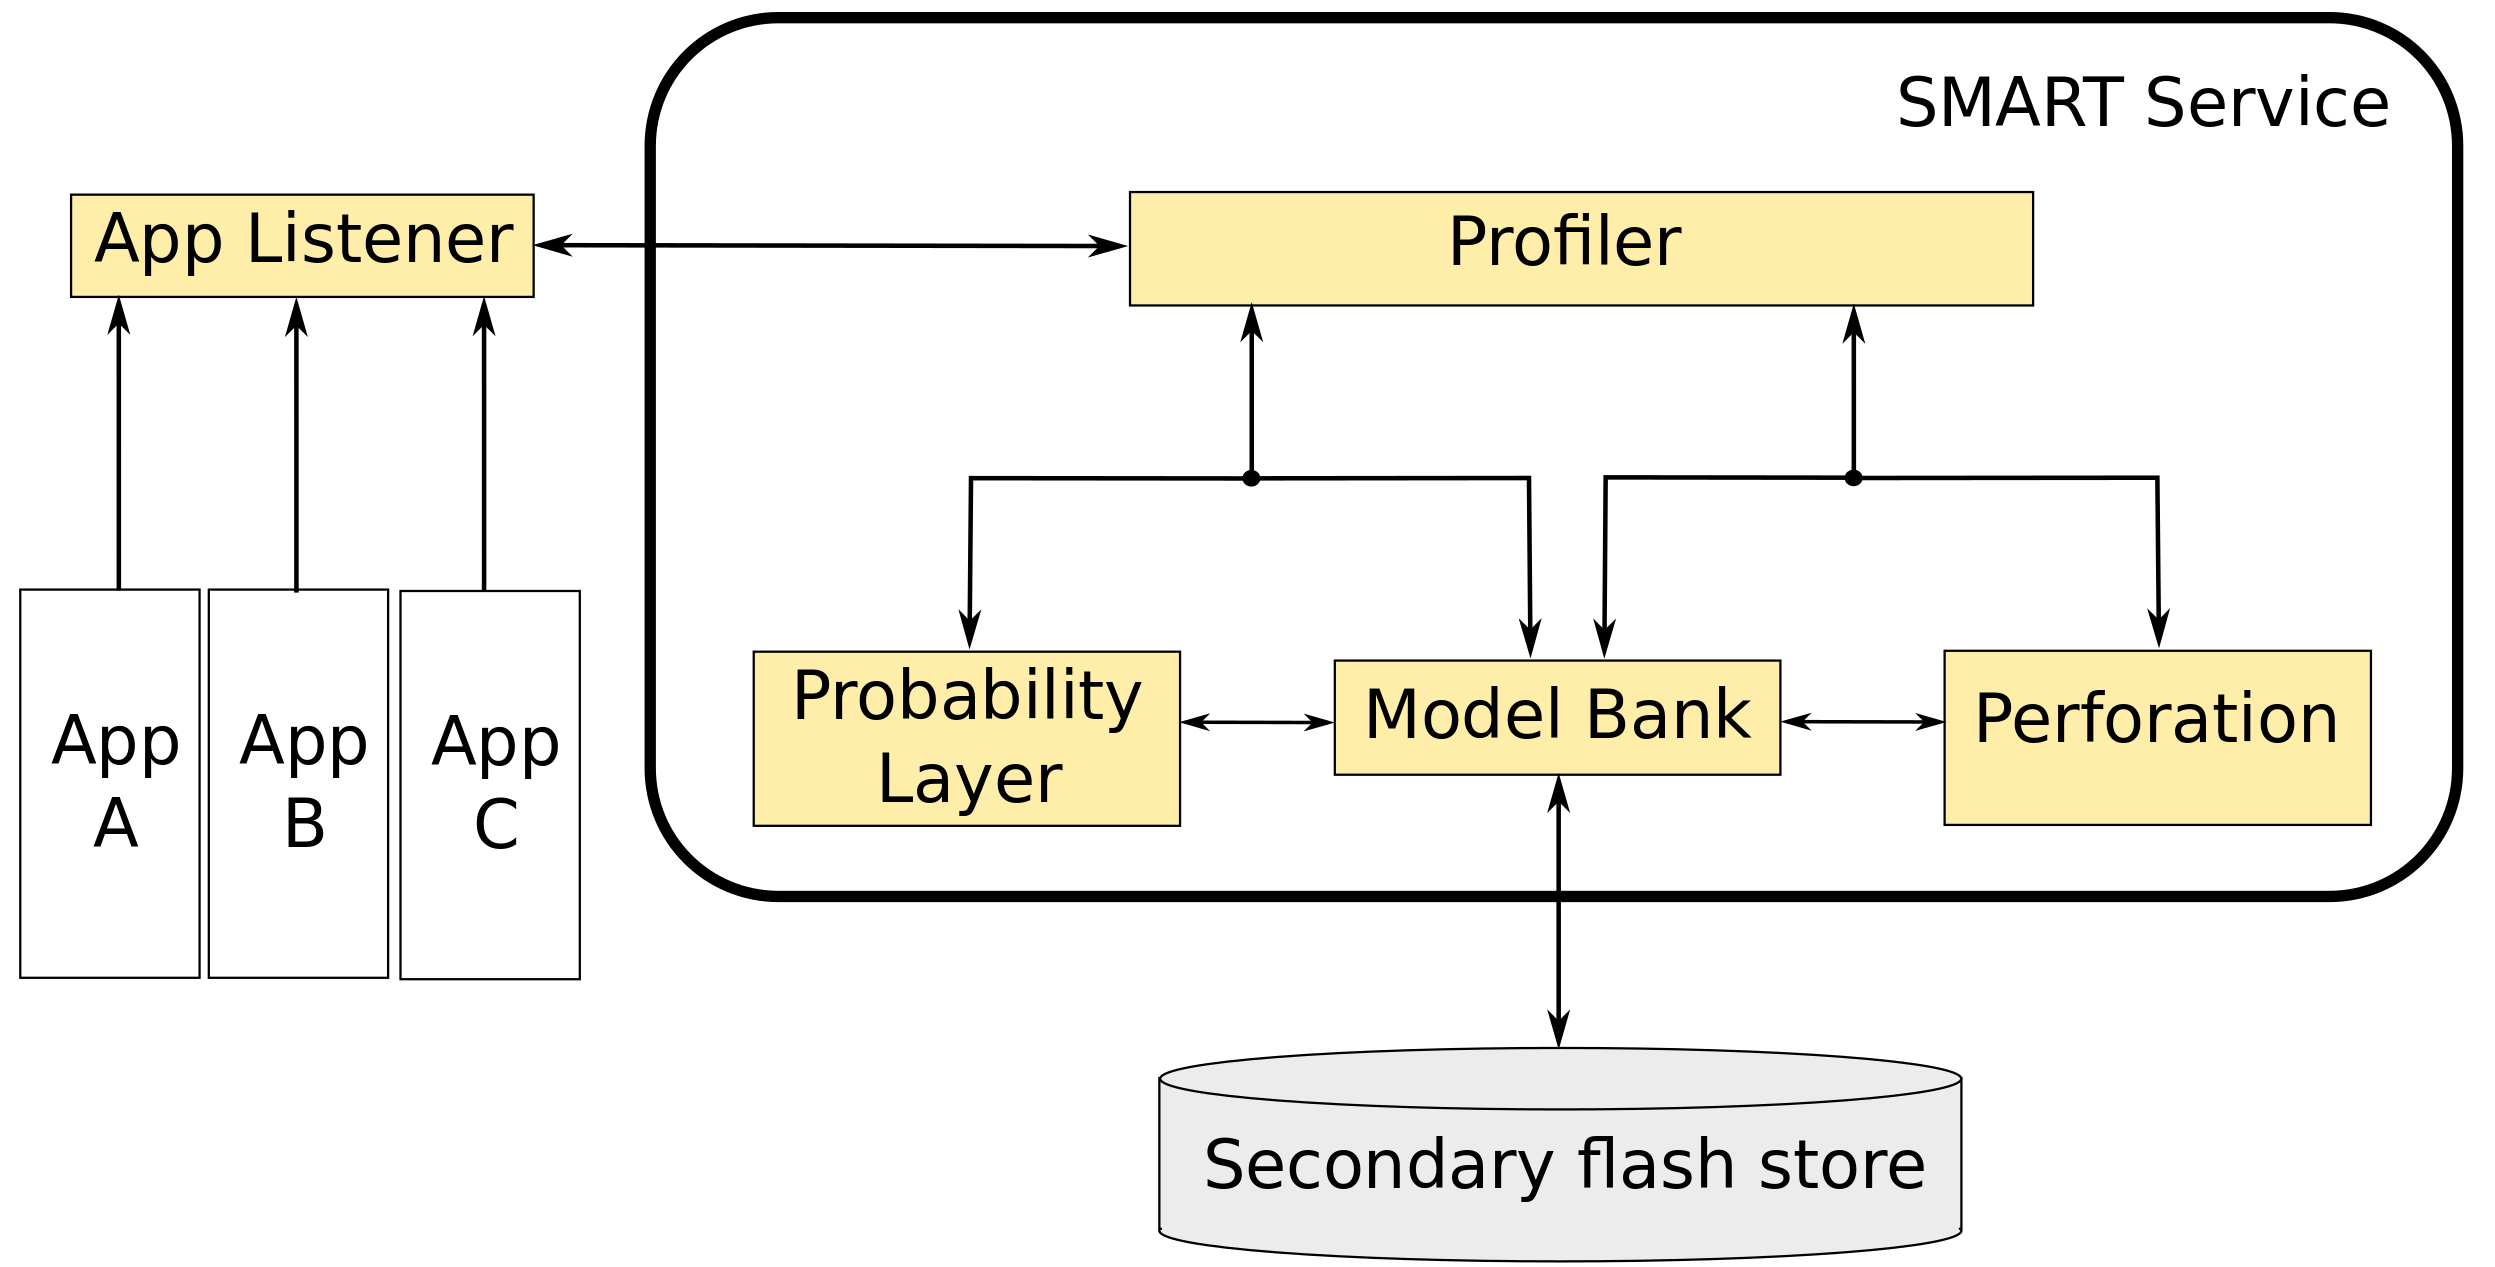 SMART Service
App Listener
Profiler
Probability
Layer
Model Bank
Perforation
App
A
App
B
App
C
Secondary flash store